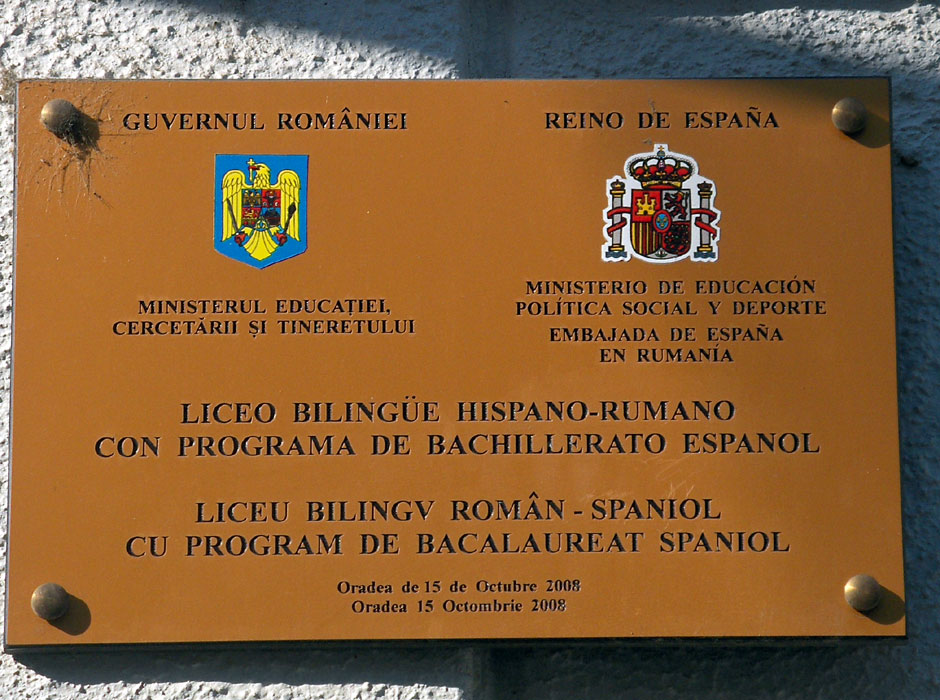 GUVERNUL ROMÂNIEI
MINISTERUL EDUCAȚIEI,
CERCETĂRII ȘI TINERETULUI
REINO DE ESPAÑA
MINISTERIO DE EDUCACIÓN
POLÍTICA SOCIAL Y DEPORTE
EMBAJADA DE ESPAÑA
EN RUMANÍA
LICEO BILINGÜE HISPANO-RUMANO
CON PROGRAMA DE BACHILLERATO ESPANOL
LICEU BILINGV ROMÂN - SPANIOL
CU PROGRAM DE BACALAUREAT SPANIOL
Oradea de 15 de Octubre 2008
Oradea 15 Octombrie 2008